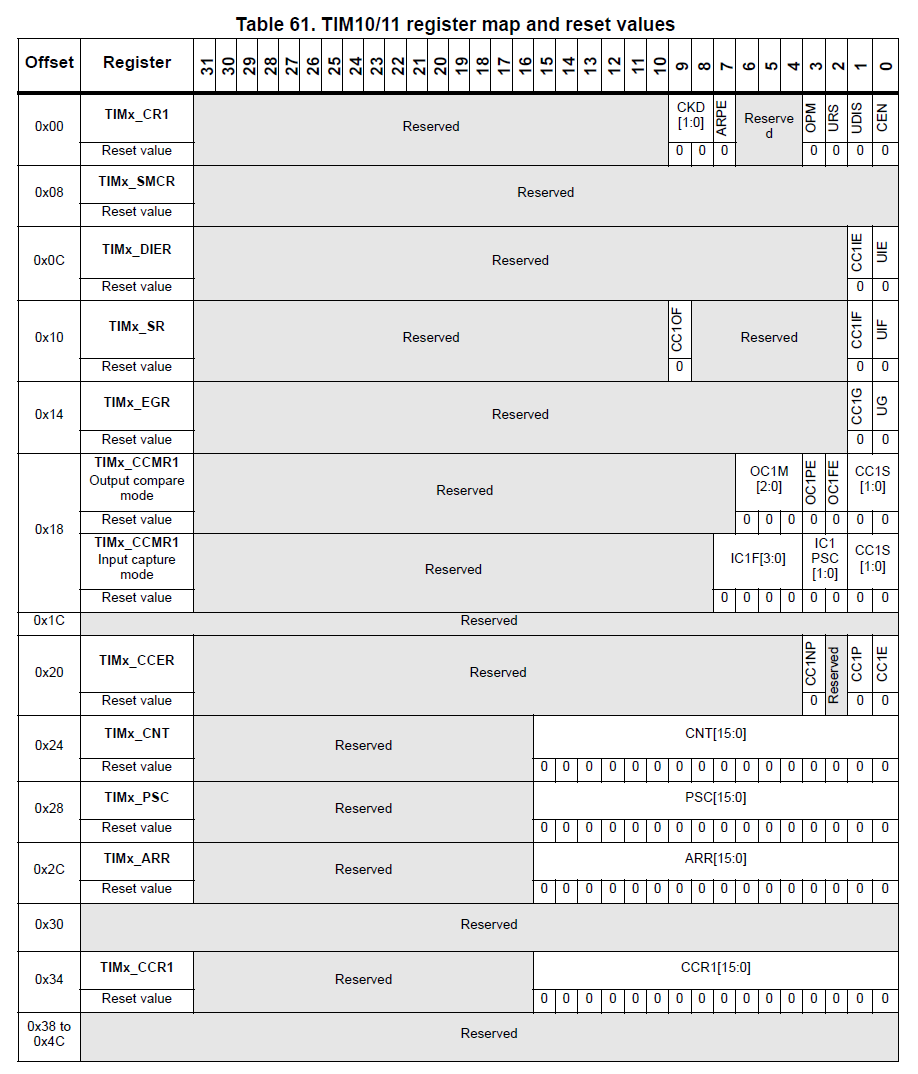 Table 61. TIM10/11 register map and reset values
Offset Register 31 30 29 28 27 26 25 24 23 22 21 20 19 18 17 16 15 14 13 12 11 10 9 8 7 6 5 4 3 2 1 0
0x00 TIMx_CR1 Reserved CKD [1:0] ARPE Reserve d OPM URS UDIS CEN
Reset value 0 0 0 0 0 0 0
0x08 TIMx_SMCR Reserved
Reset value
0x0C TIMx_DIER Reserved CC1IE UIE
Reset value 0 0
0x10 TIMx_SR Reserved CC1OF Reserved CC1IF UIF
Reset value 0 0 0
0x14 TIMx_EGR Reserved CC1G UG
Reset value 0 0
0x18 TIMx_CCMR1 Output compare mode Reserved OC1M [2:0] OC1PE OC1FE CC1S [1:0]
Reset value 0 0 0 0 0 0 0
TIMx_CCMR1 Input capture mode Reserved IC1F[3:0] IC1 PSC [1:0] CC1S [1:0]
Reset value 0 0 0 0 0 0 0 0
0x1C Reserved
0x20 TIMx_CCER Reserved CC1NP Reserved CC1P CC1E
Reset value 0 0 0
0x24 TIMx_CNT Reserved CNT[15:0]
Reset value 0 0 0 0 0 0 0 0 0 0 0 0 0 0 0 0
0x28 TIMx_PSC Reserved PSC[15:0]
Reset value 0 0 0 0 0 0 0 0 0 0 0 0 0 0 0 0
0x2C TIMx_ARR Reserved ARR[15:0]
Reset value 0 0 0 0 0 0 0 0 0 0 0 0 0 0 0 0
0x30 Reserved
0x34 TIMx_CCR1 Reserved CCR1[15:0]
Reset value 0 0 0 0 0 0 0 0 0 0 0 0 0 0 0 0
0x38 to 0x4C Reserved